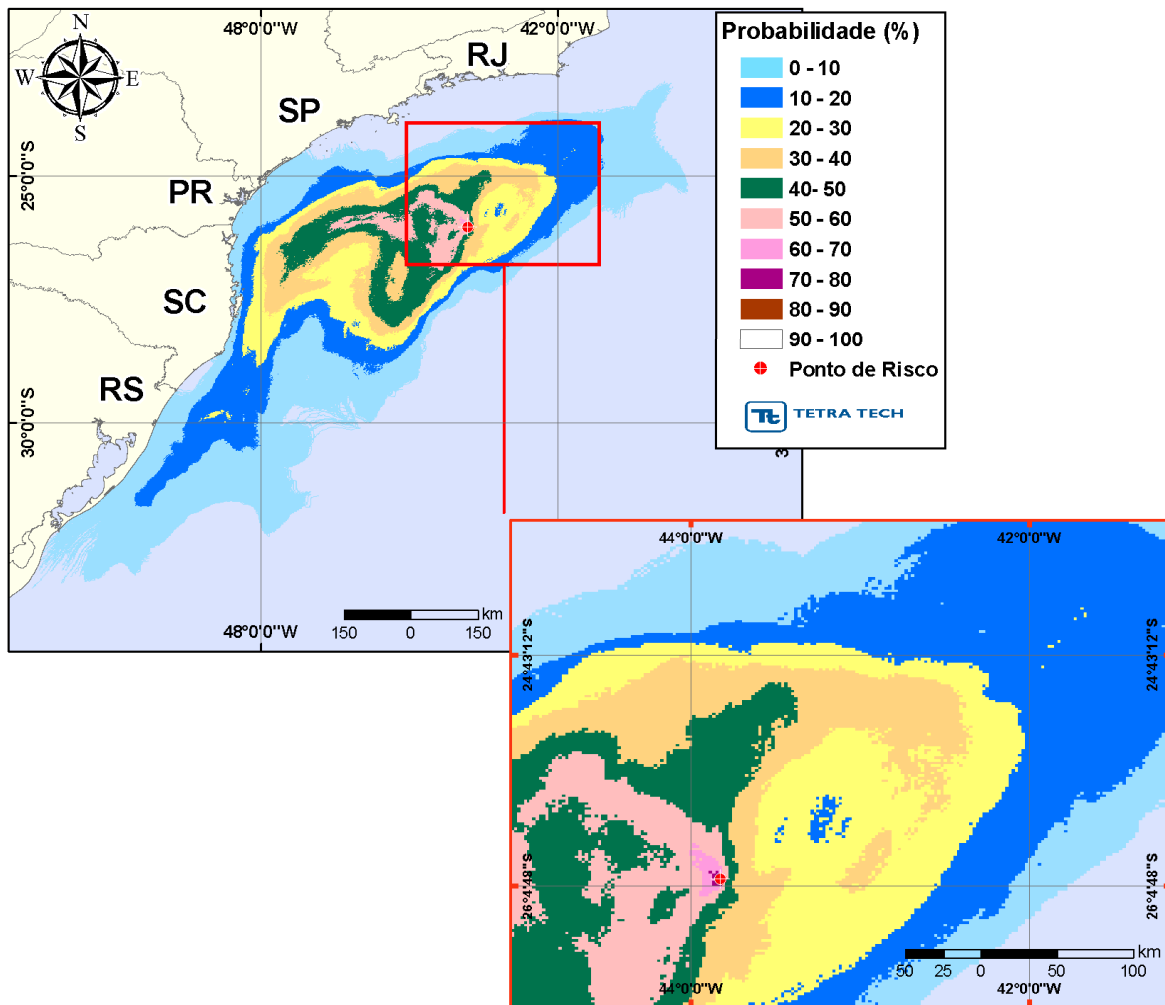 48°0'0"W
42°0'0"W
N
W
E
S
RJ
SP
PR
SC
RS
25°0'0"S
25°0'0"S
30°0'0"S
48°0'0"W
150
0
150
km
Probabilidade (%)
0 - 10
10 - 20
20 - 30
30 - 40
40- 50
50 - 60
60 - 70
70 - 80
80 - 90
90 - 100
Ponto de Risco
Tt TETRA TECH
44°0'0"W
42°0'0"W
24°43'12"S
24°43'12"S
26°4'48"S
26°4'48"S
50
25
0
50
100
km
44°0'0"W
42°0'0"W